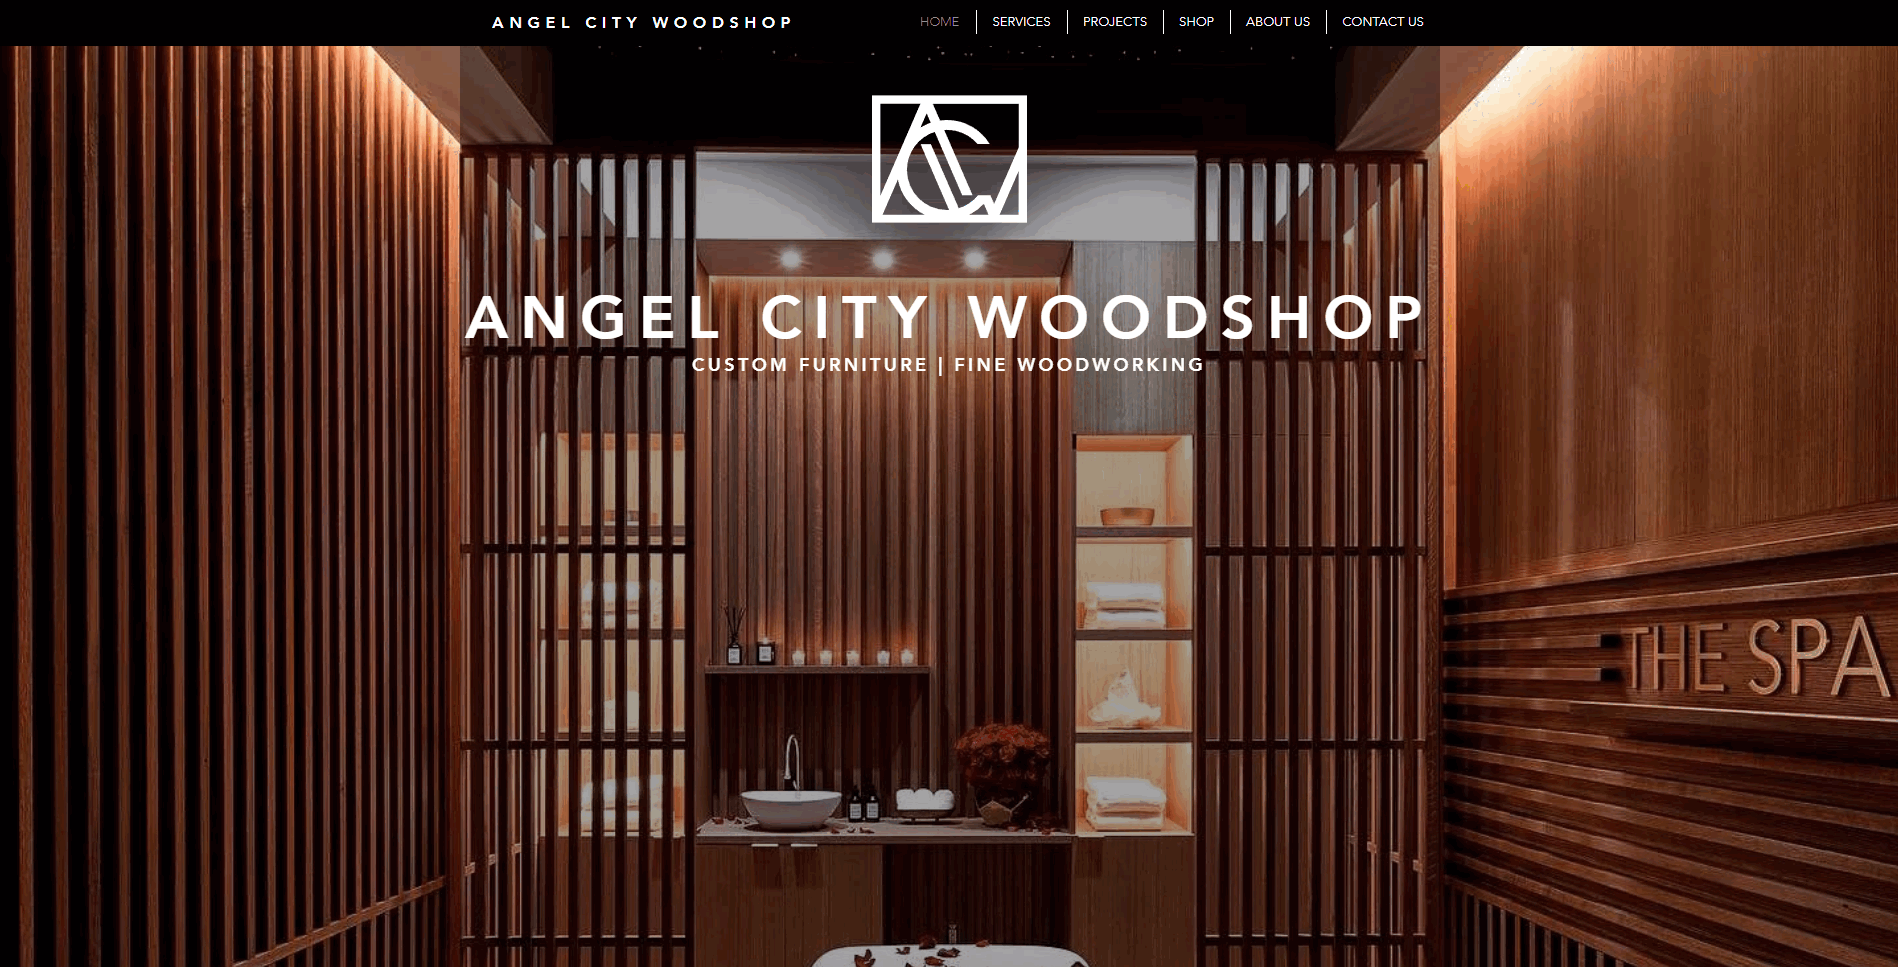 ANGEL CITY WOODSHOP
HOME
SERVICES
PROJECTS
SHOP
ABOUT US
CONTACT US
ACW
ANGEL CITY WOODSHOP
CUSTOM FURNITURE | FINE WOODWORKING
THE SPA